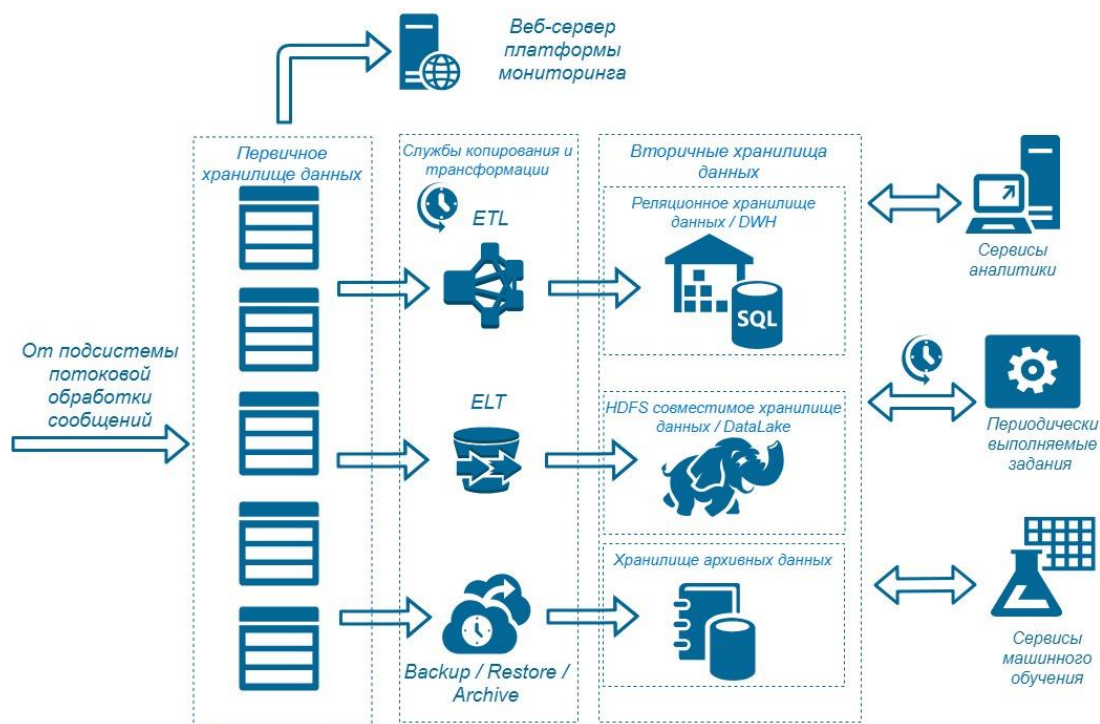 Веб-сервер
платформы
мониторинга
Первичное
хранилище данных
Службы копирования и
трансформации
Вторичные хранилища
данных
ETL
Реляционное хранилище
данных / DWH
SQL
Сервисы
аналитики
От подсистемы
потоковой
обработки
сообщений
ELT
HDFS совместимое хранилище
данных / DataLake
Периодически
выполняемые
задания
Хранилище архивных данных
Backup / Restore /
Archive
Сервисы
машинного
обучения